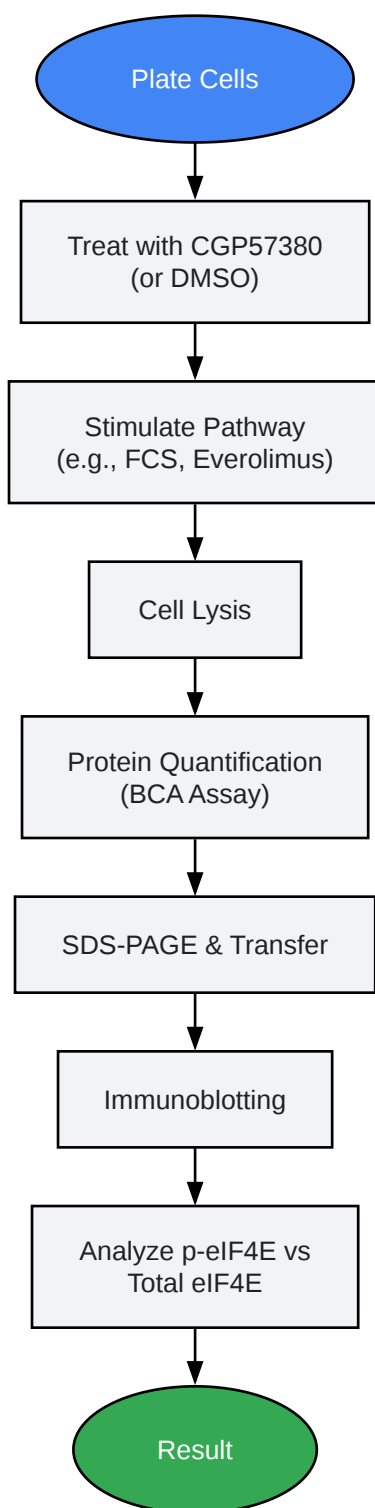 Plate Cells
Treat with CGP57380
(or DMSO)
Stimulate Pathway
(e.g., FCS, Everolimus)
Cell Lysis
Protein Quantification
(BCA Assay)
SDS-PAGE & Transfer
Immunoblotting
Analyze p-eIF4E vs
Total eIF4E
Result